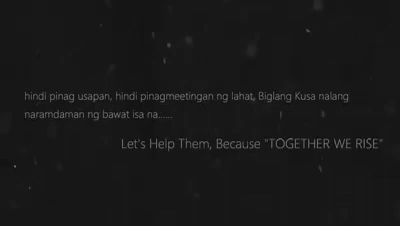 hindi pinag usapan, hindi pinagmeetingan ng lahat, Biglang Kusa nalang
naramdaman ng bawat isa na......
Let's Help Them, Because "TOGETHER WE RISE"